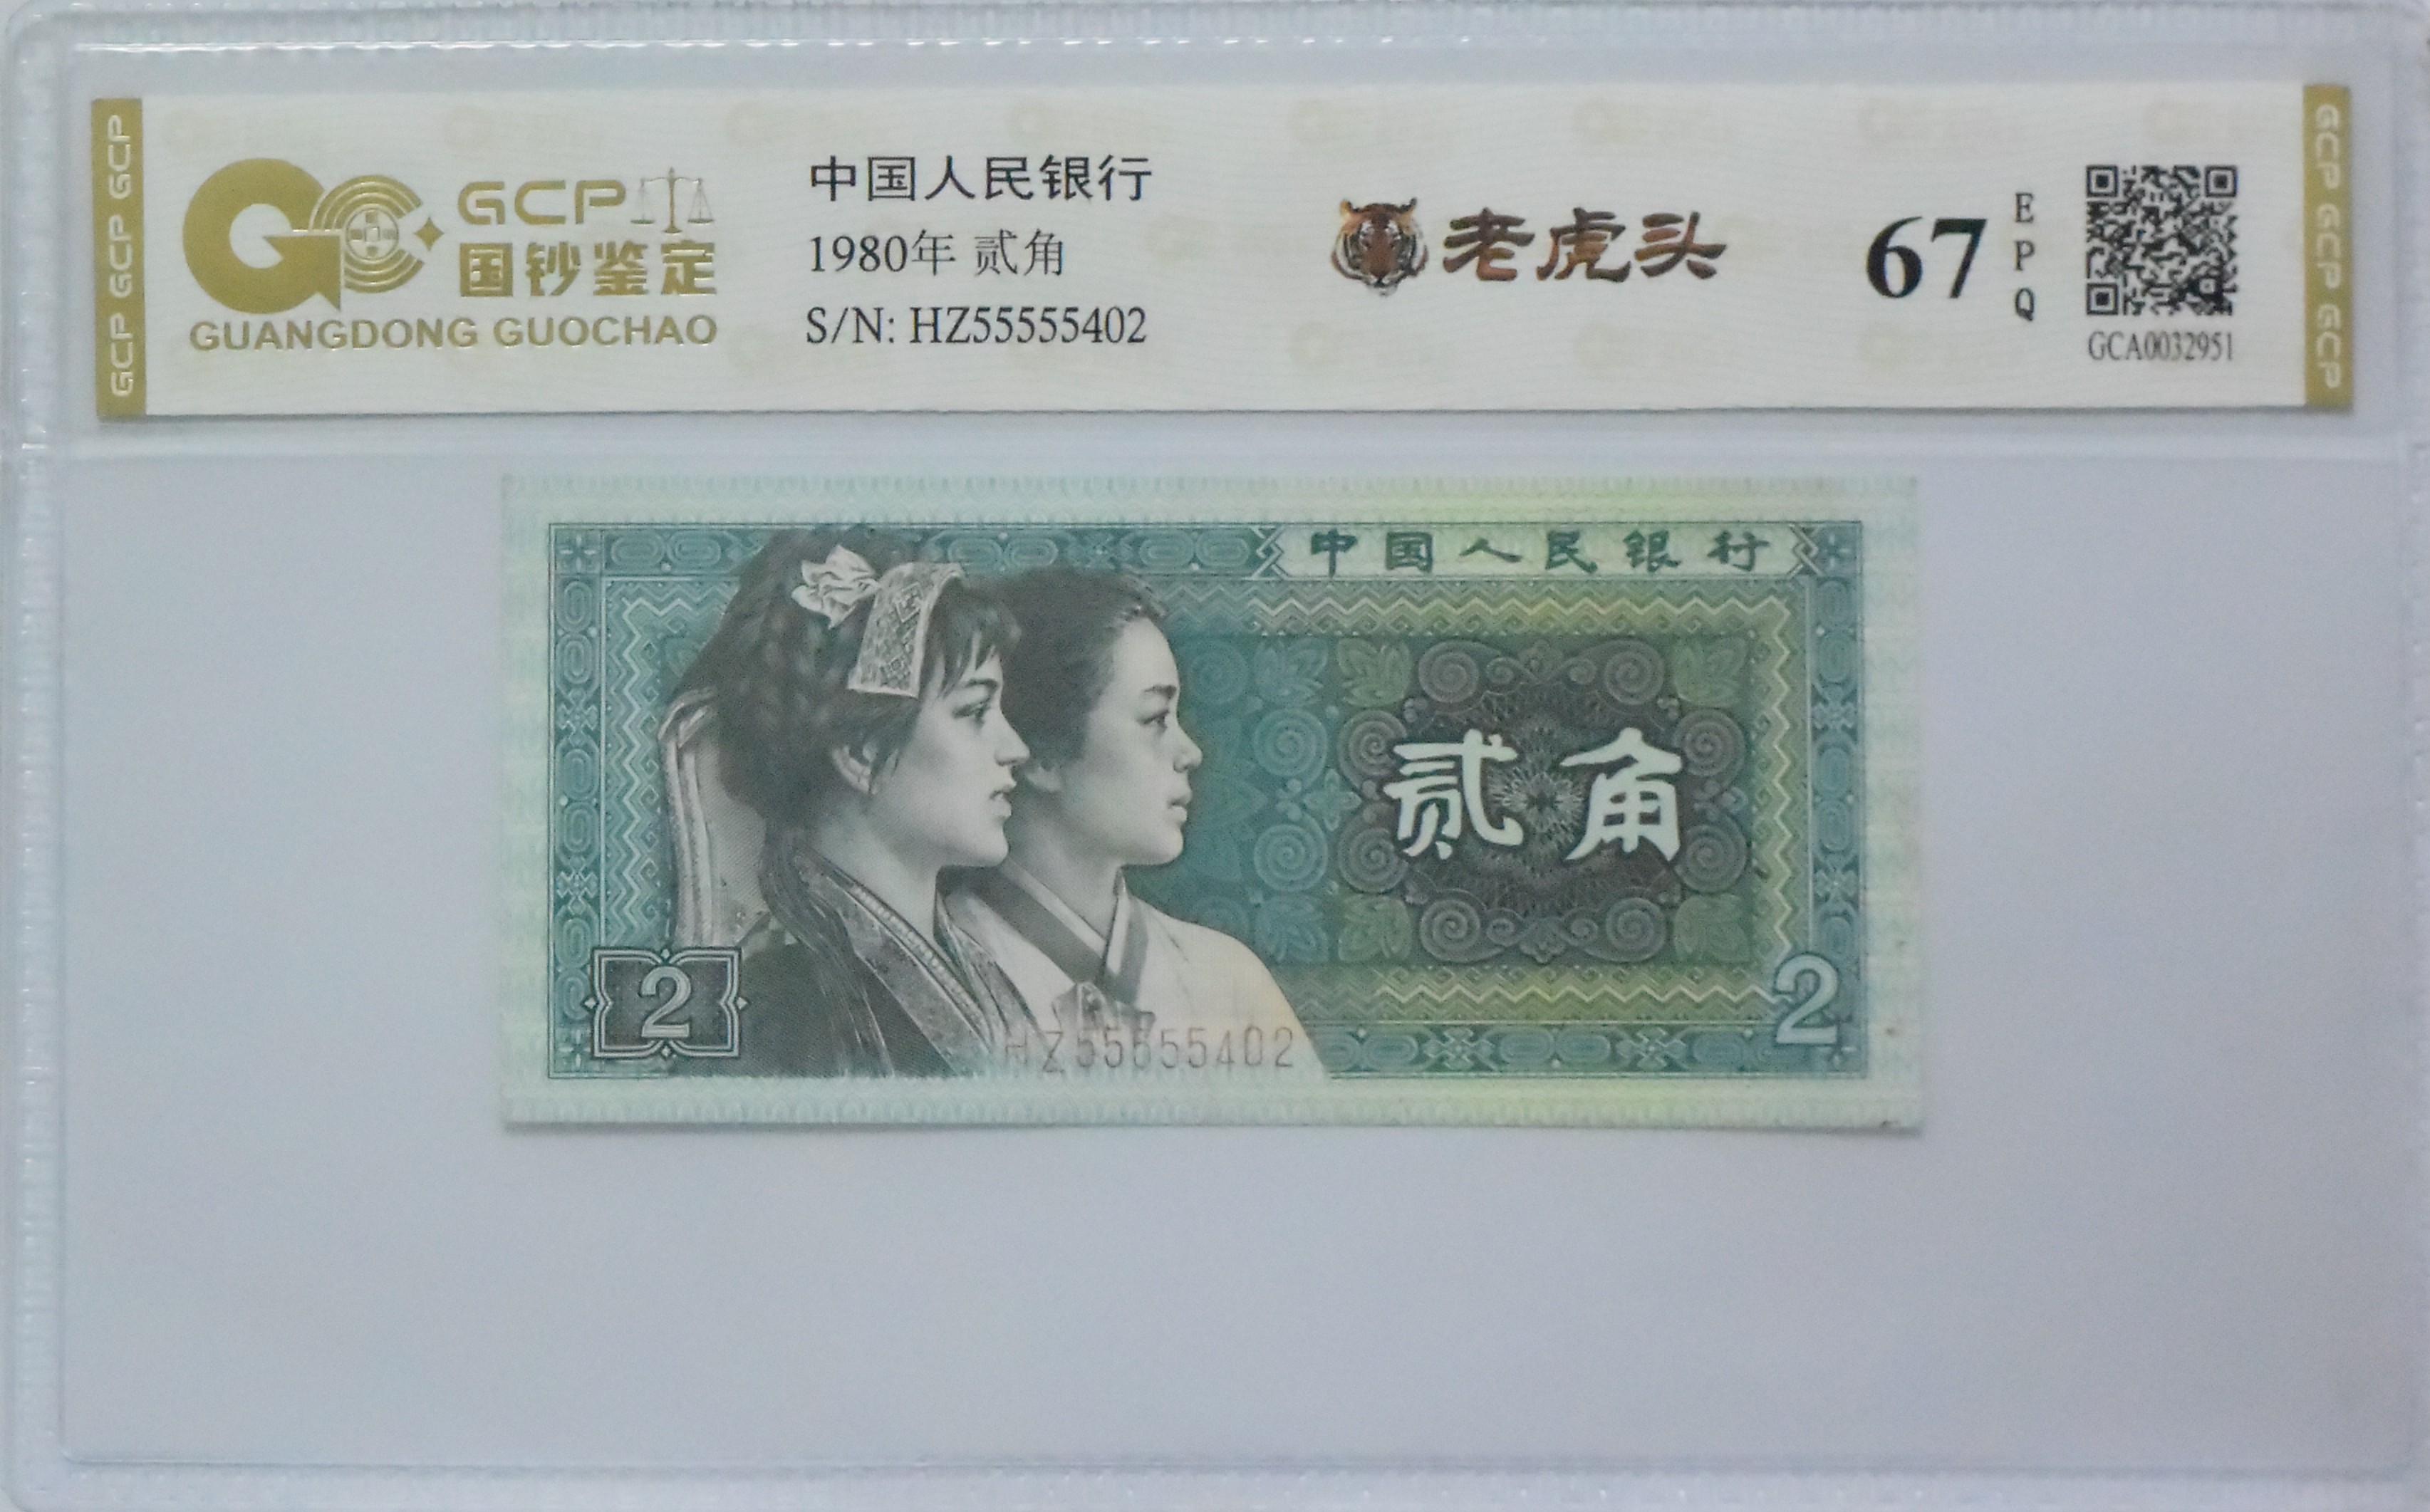 GCP GCP GCP
GCP
国钞鉴定
GUANGDONG GUOCHAO
中国人民银行
1980年 贰角
S/N: HZ55555402
老虎头
67
EPQ
GCA0032951
GCP GCP GCP
中国人民银行
贰角
2
2
HZ55555402